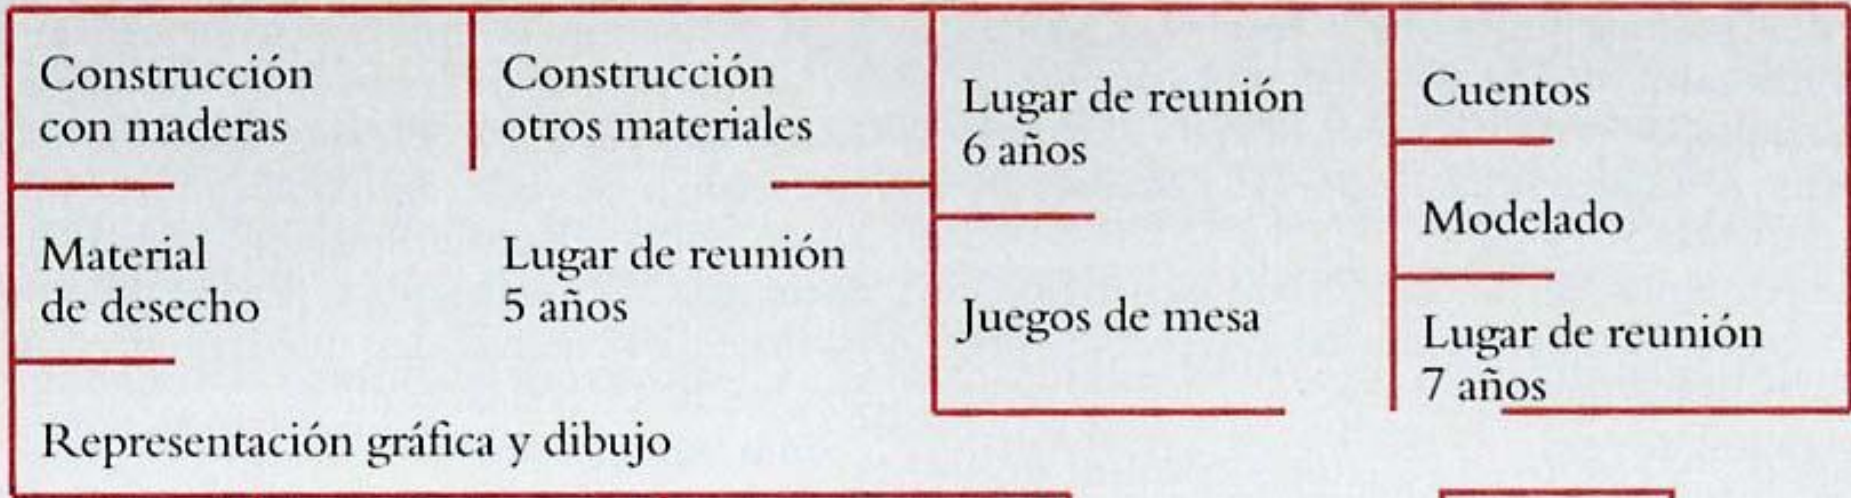 Construcción
con maderas
Construcción
otros materiales
Lugar de reunión
6 años
Cuentos
Modelado
Material
de desecho
Lugar de reunión
5 años
Juegos de mesa
Lugar de reunión
7 años
Representación gráfica y dibujo